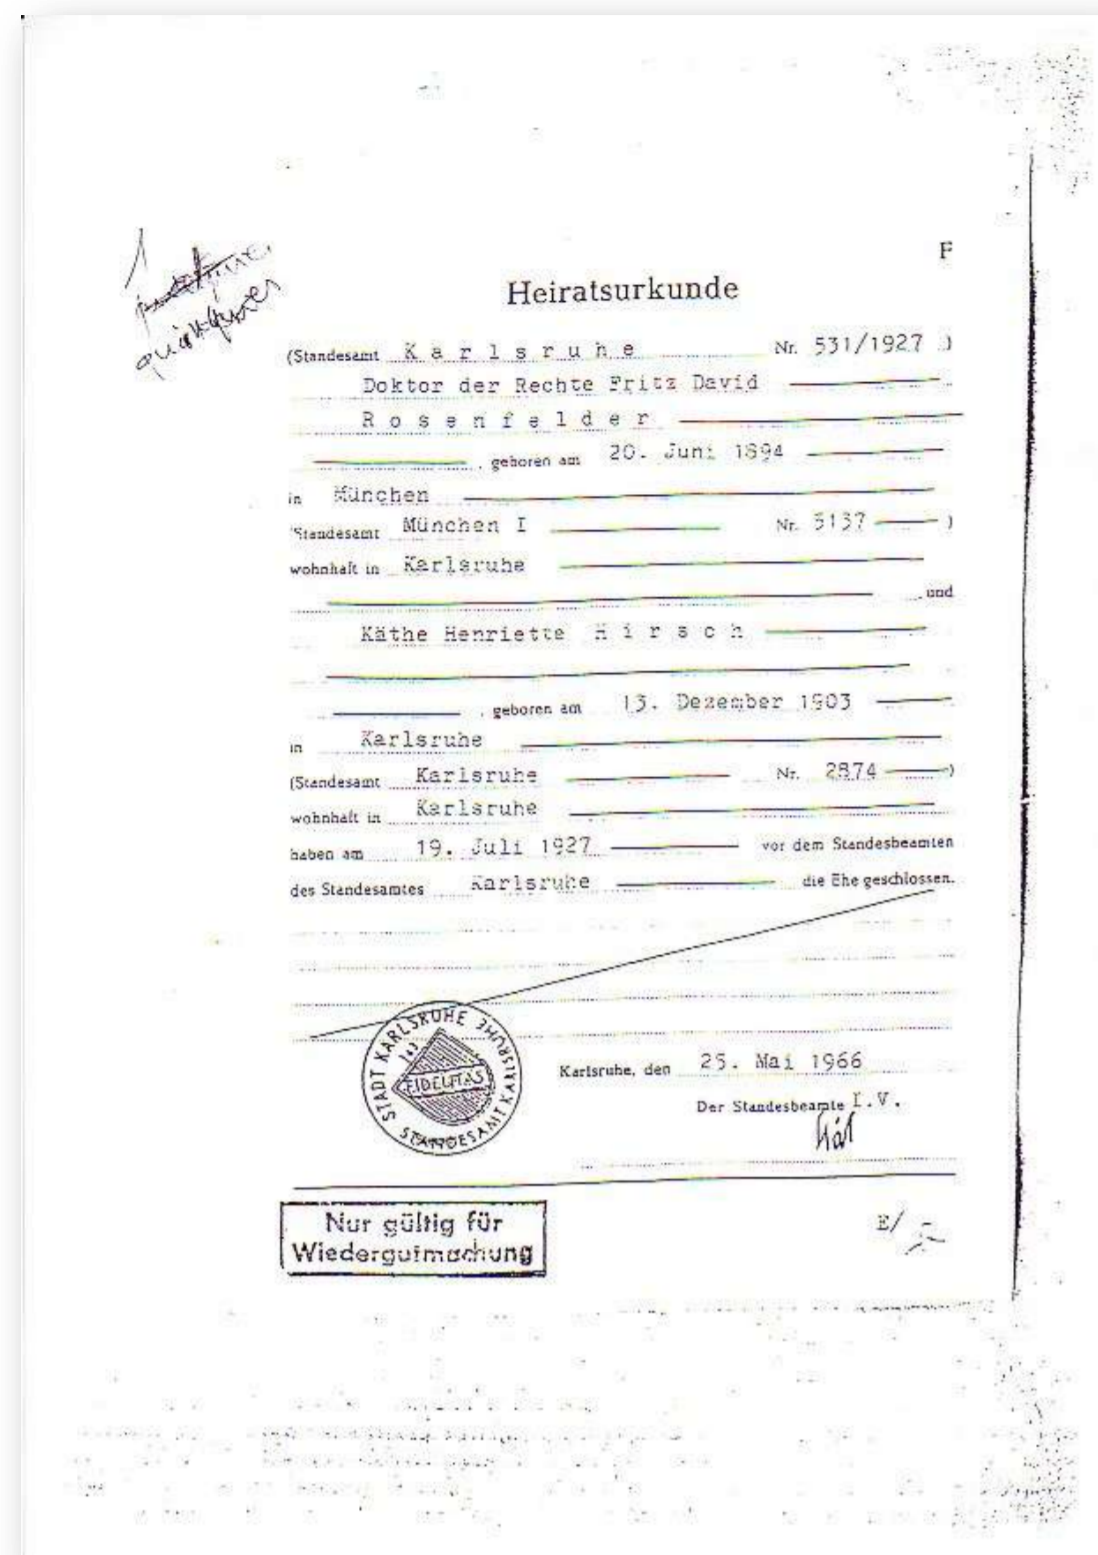 F
Heiratsurkunde
(Standesamt Karlsruhe Nr. 531/1927 )
Doktor der Rechte Fritz David
Rosenfelder
, geboren am 20. Juni 1894
in München
(Standesamt München I Nr. 5137 )
wohnhaft in Karlsruhe
und
Käthe Henriette Hirsch
, geboren am 13. Dezember 1903
in Karlsruhe
(Standesamt Karlsruhe Nr. 2874 )
wohnhaft in Karlsruhe
haben am 19. Juli 1927 vor dem Standesbeamten
des Standesamtes Karlsruhe die Ehe geschlossen.
STADT KARLSRUHE STANDESAMT KARLSRUHE
FIDELITAS
Karlsruhe, den 25. Mai 1966
Der Standesbeamte I.V.
Nur gültig für
Wiedergutmachung
E/